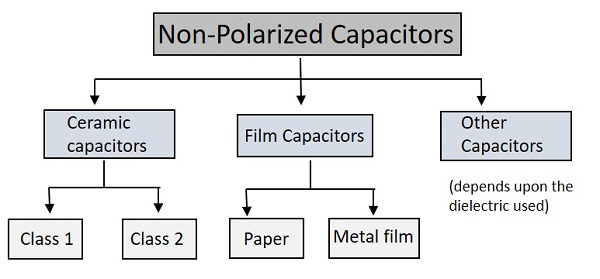 Non-Polarized Capacitors
Ceramic
capacitors
Film Capacitors
Other
Capacitors
(depends upon the
dielectric used)
Class 1
Class 2
Paper
Metal film